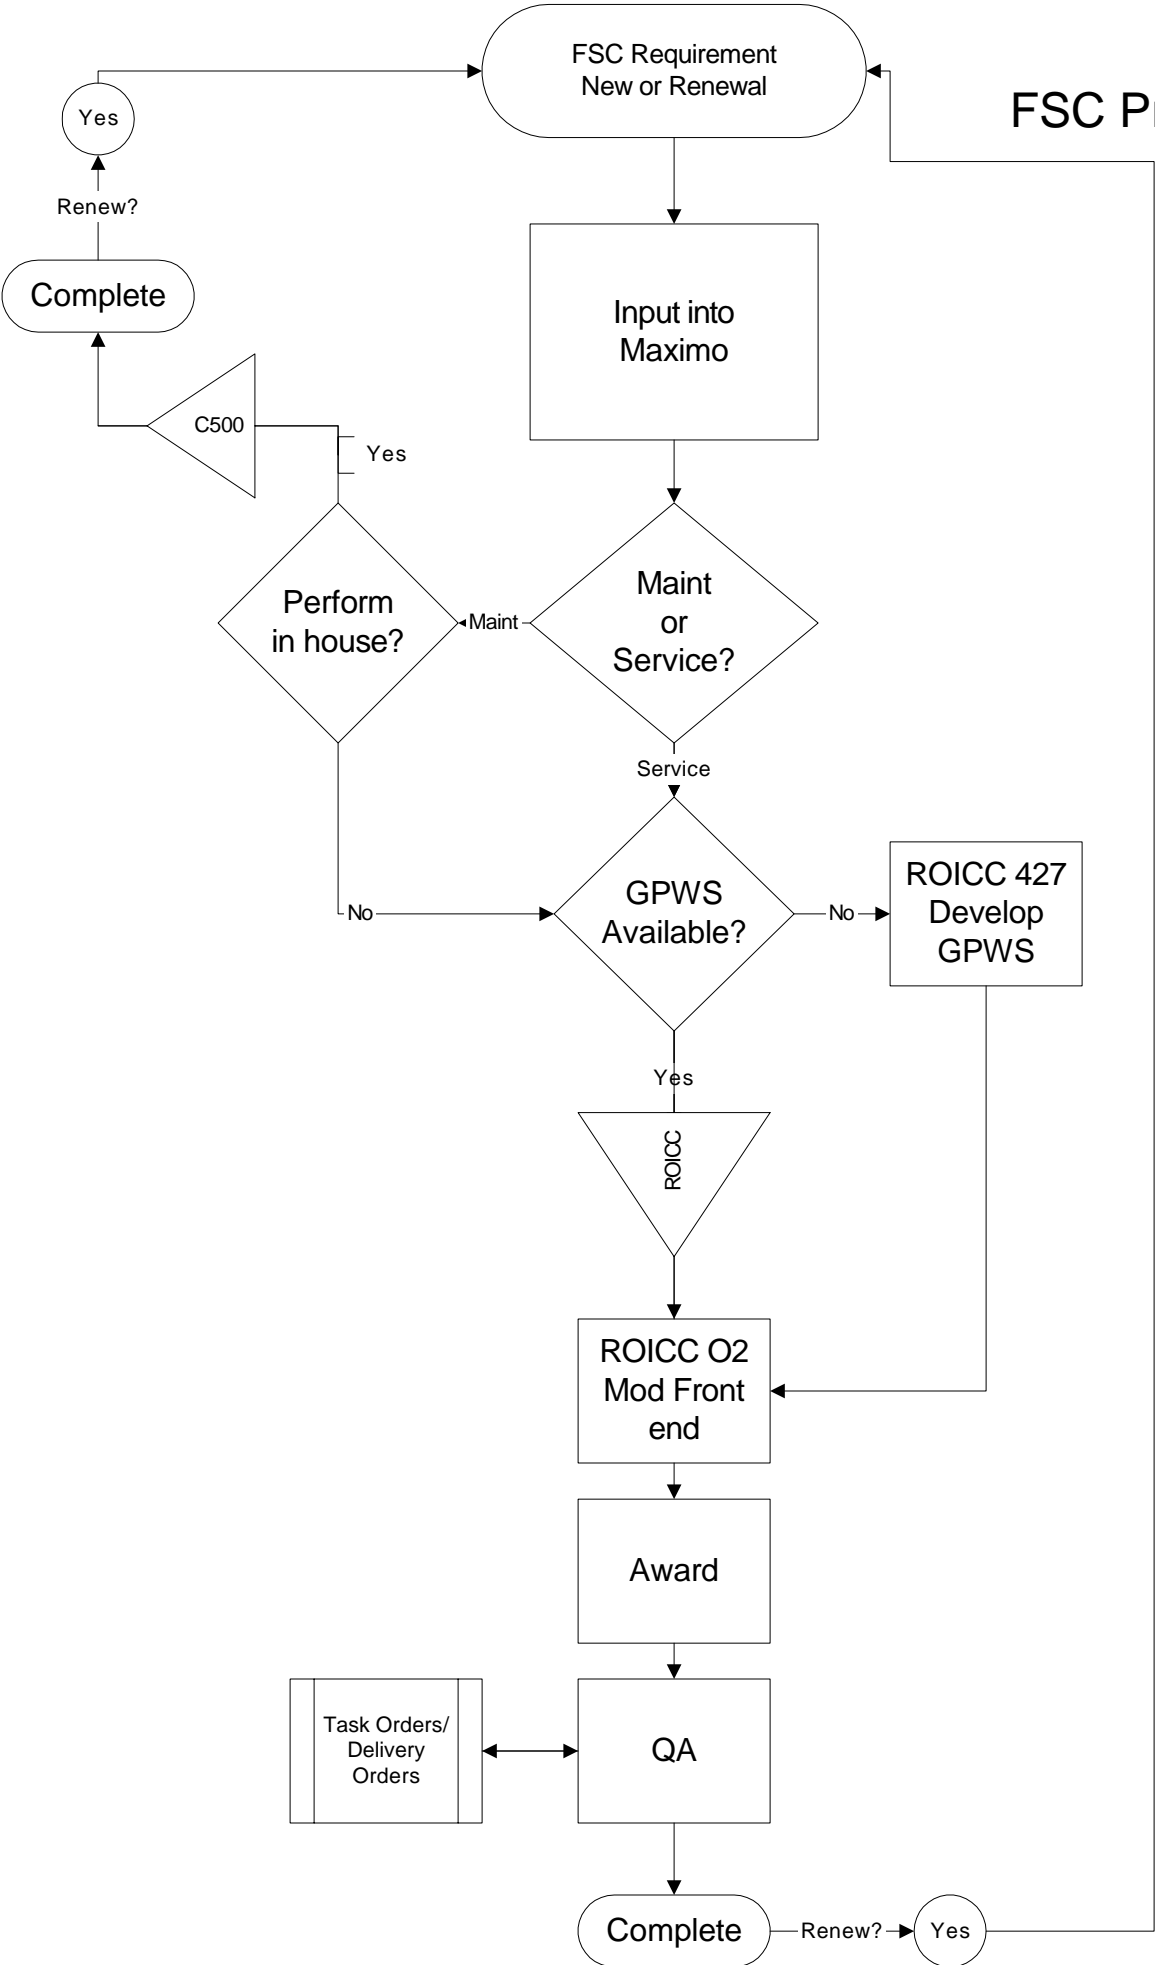 FSC Requirement
New or Renewal
FSC
Yes
Renew?
Complete
Input into
Maximo
C500
Yes
Perform
in house?
Maint
Maint
or
Service?
Service
No
GPWS
Available?
No
ROICC 427
Develop
GPWS
Yes
ROICC
ROICC O2
Mod Front
end
Award
Task Orders/
Delivery
Orders
QA
Complete
Renew?
Yes